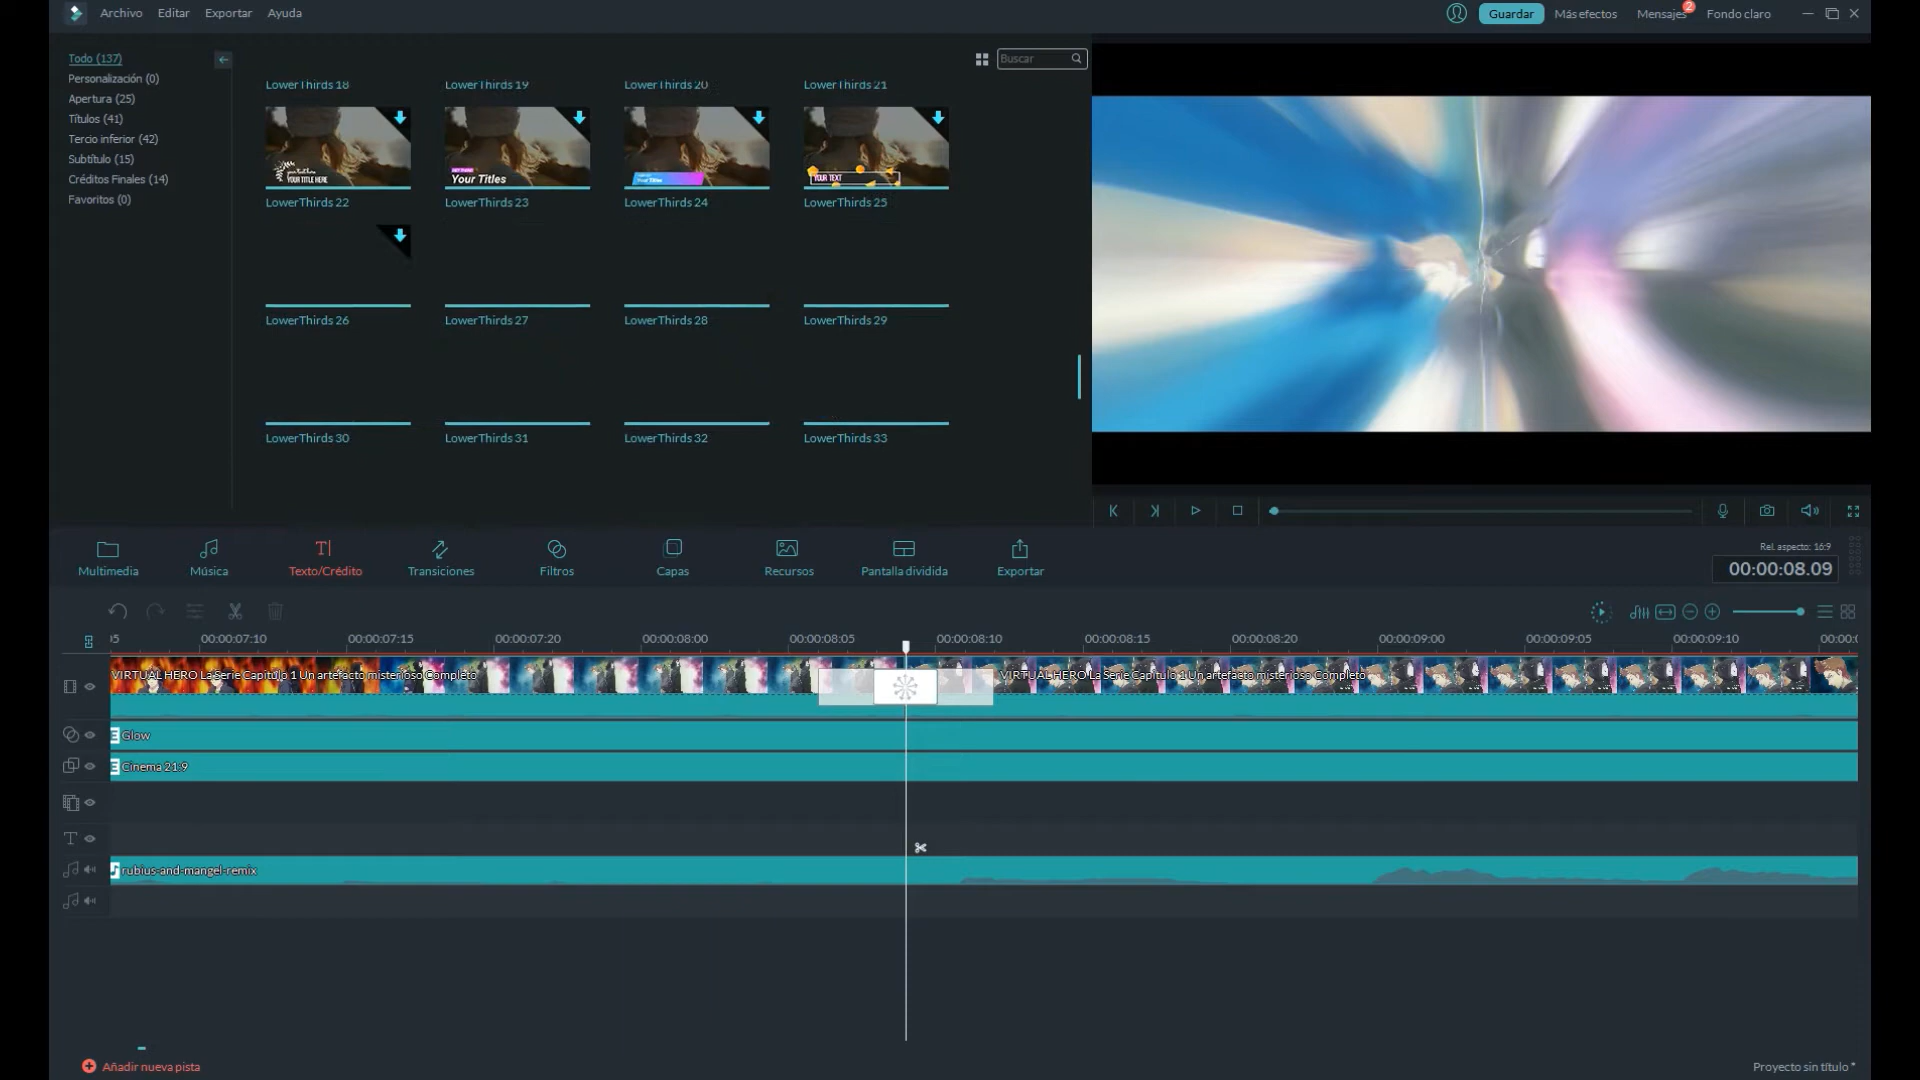 Archivo Editar Exportar Ayuda
Guardar Más efectos Mensajes 2 Fondo claro
Todo (137)
Personalización (0)
Apertura (25)
Títulos (41)
Tercio inferior (42)
Subtítulo (15)
Créditos Finales (14)
Favoritos (0)
Buscar
LowerThirds 18 LowerThirds 19 LowerThirds 20 LowerThirds 21
YOUR TITLE HERE
Your Titles
YOUR TEXT
LowerThirds 22 LowerThirds 23 LowerThirds 24 LowerThirds 25
LowerThirds 26 LowerThirds 27 LowerThirds 28 LowerThirds 29
LowerThirds 30 LowerThirds 31 LowerThirds 32 LowerThirds 33
Multimedia Música Texto/Crédito Transiciones Filtros Capas Recursos Pantalla dividida Exportar
Rel. aspecto: 16:9
00:00:08.09
00:00:07:10 00:00:07:15 00:00:07:20 00:00:08:00 00:00:08:05 00:00:08:10 00:00:08:15 00:00:08:20 00:00:09:00 00:00:09:05 00:00:09:10
VIRTUAL HERO La Serie Capitulo 1 Un artefacto misterioso Completo
VIRTUAL HERO La Serie Capitulo 1 Un artefacto misterioso Completo
Glow
Cinema 21:9
rubius-and-mangel-remix
Añadir nueva pista
Proyecto sin título *